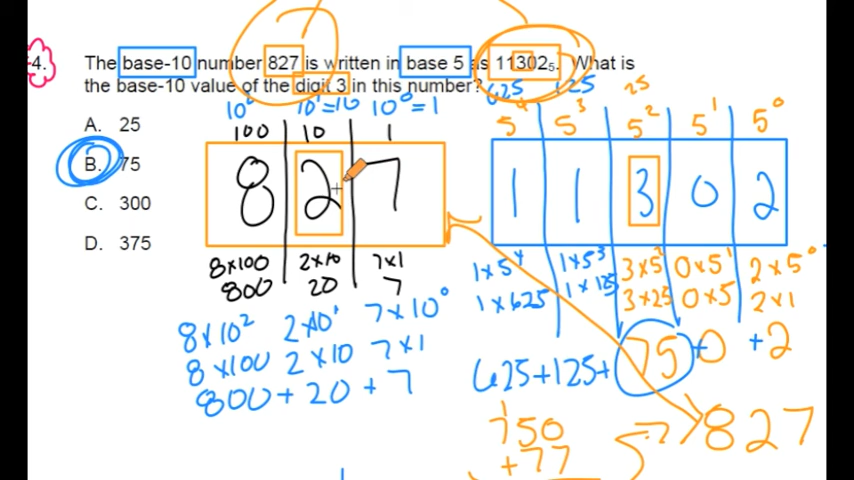 4. The base-10 number 827 is written in base 5 as 11302₅. What is
the base-10 value of the digit 3 in this number?
A. 25
B. 75
C. 300
D. 375
10⁰ 10¹=10 10⁰=1
100 10 1
8 2 7
8×100 2×10 7×1
800 20 7
8×10² 2×10¹ 7×10⁰
8×100 2×10 7×1
800+20+7
625 125 25
5⁴ 5³ 5² 5¹ 5⁰
1 1 3 0 2
1×5⁴ 1×5³ 3×5² 0×5¹ 2×5⁰
1×625 1×125 3×25 0×5 2×1
625+125+75+0+2
750
+77
827